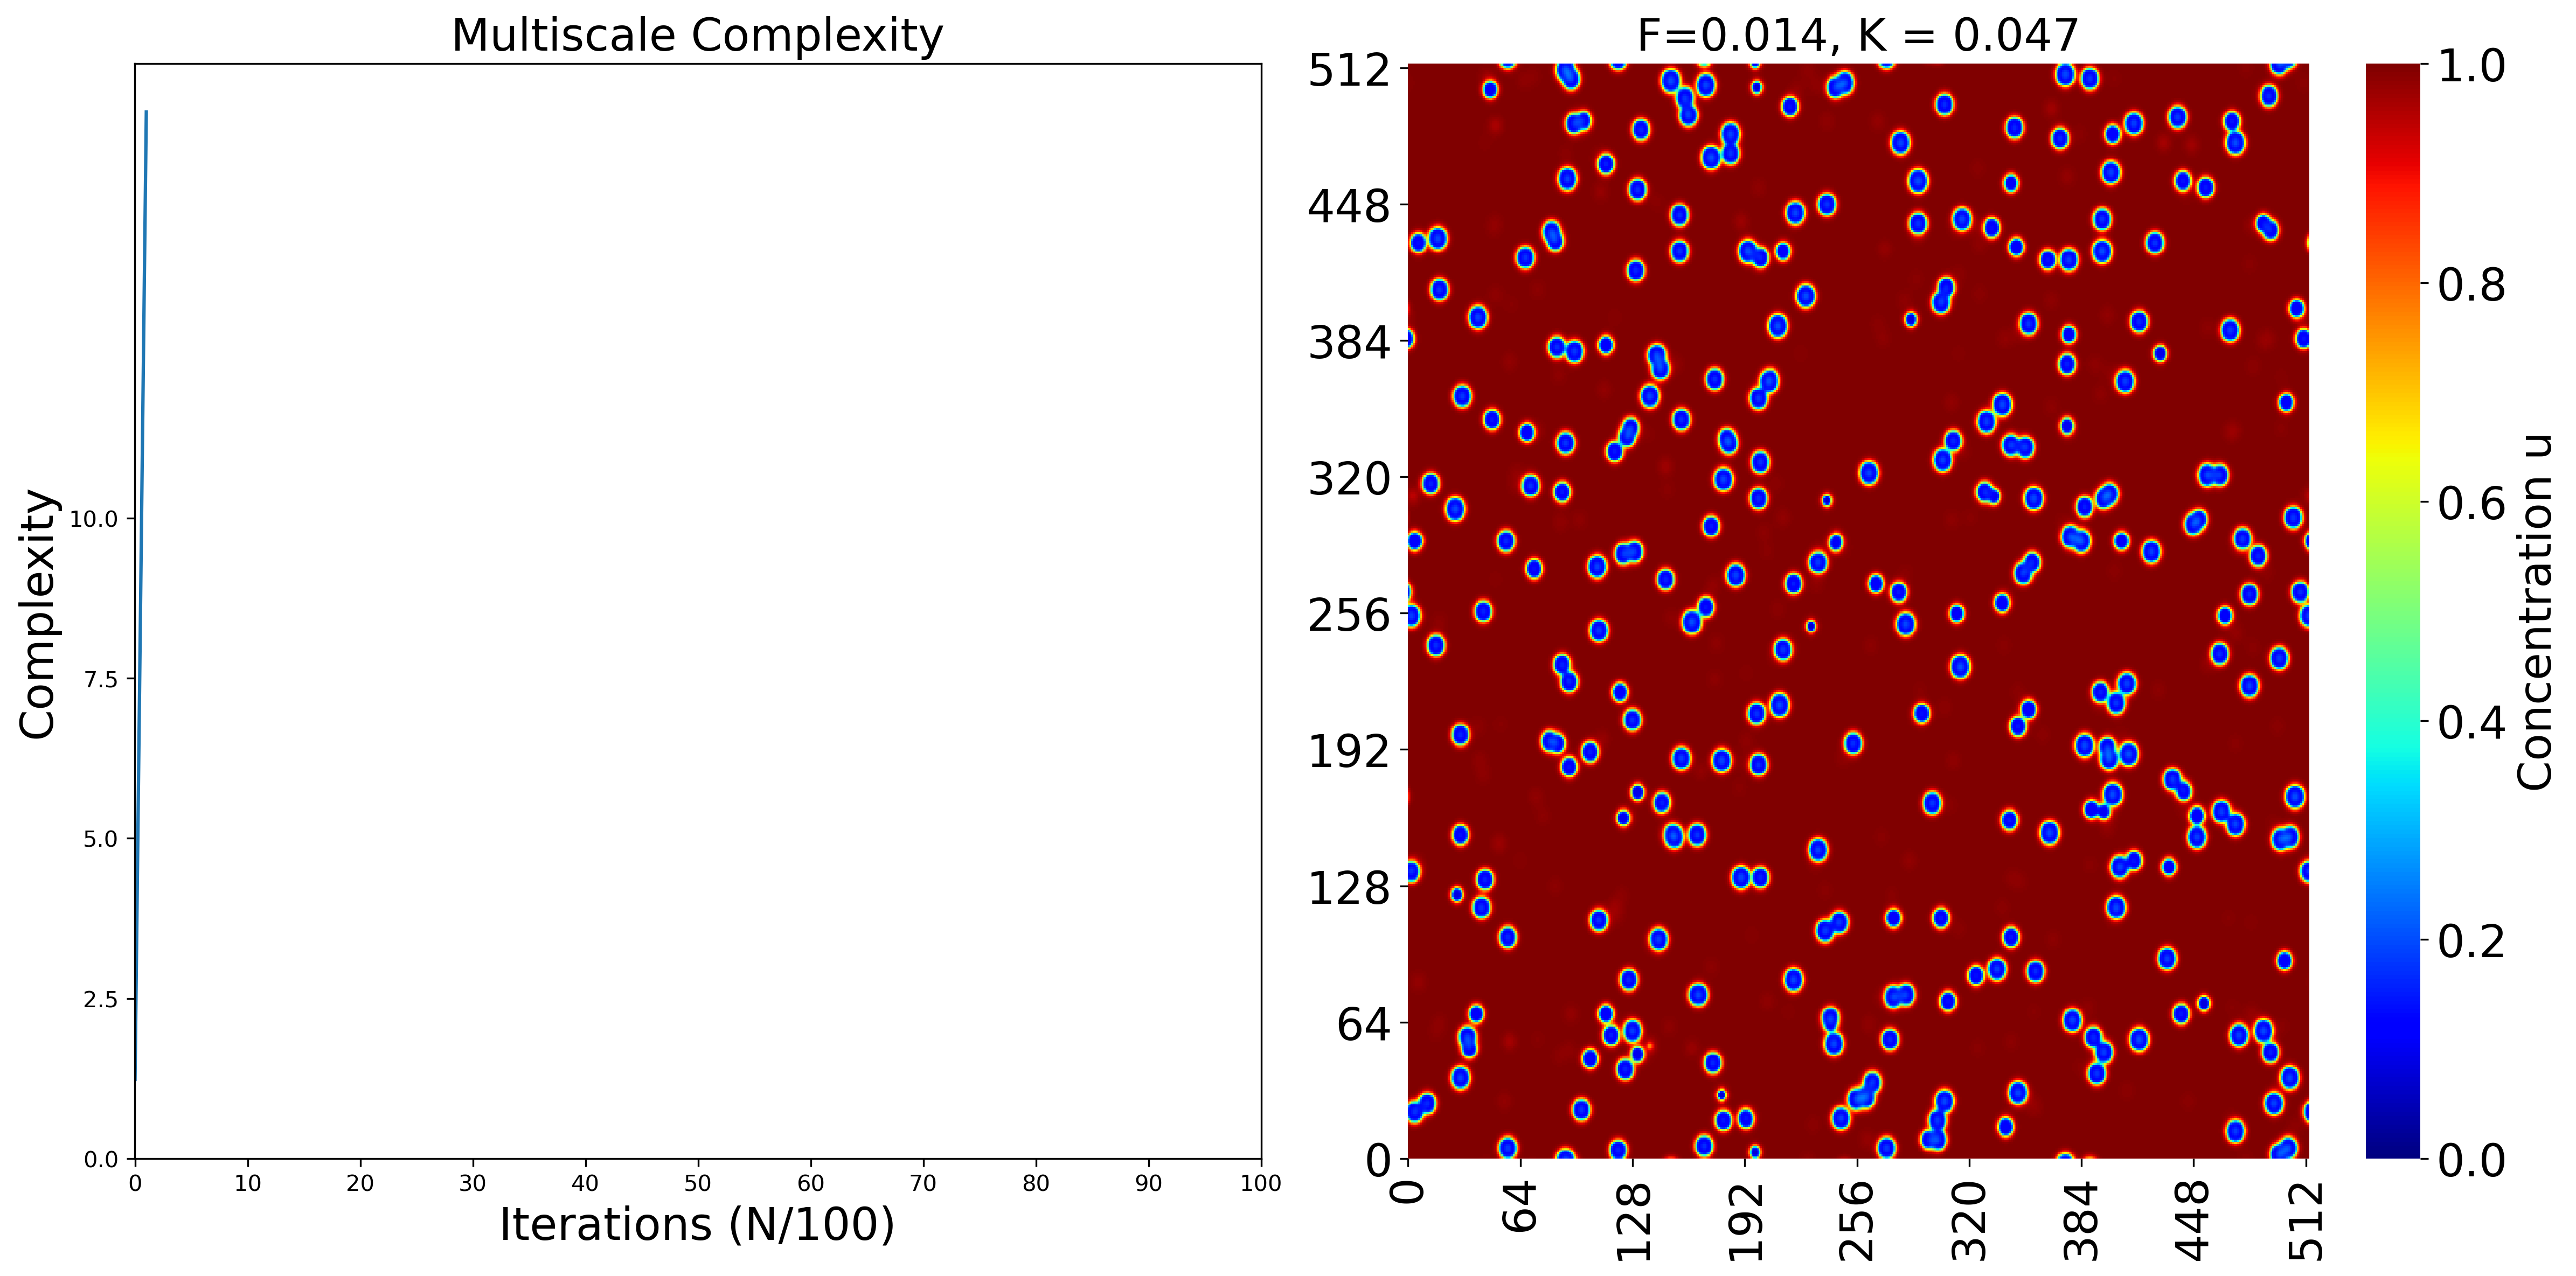 Multiscale Complexity
Complexity
10.0
7.5
5.0
2.5
0.0
0 10 20 30 40 50 60 70 80 90 100
Iterations (N/100)
F=0.014, K = 0.047
512
448
384
320
256
192
128
64
0
0 64 128 192 256 320 384 448 512
1.0
0.8
0.6
0.4
0.2
0.0
Concentration u